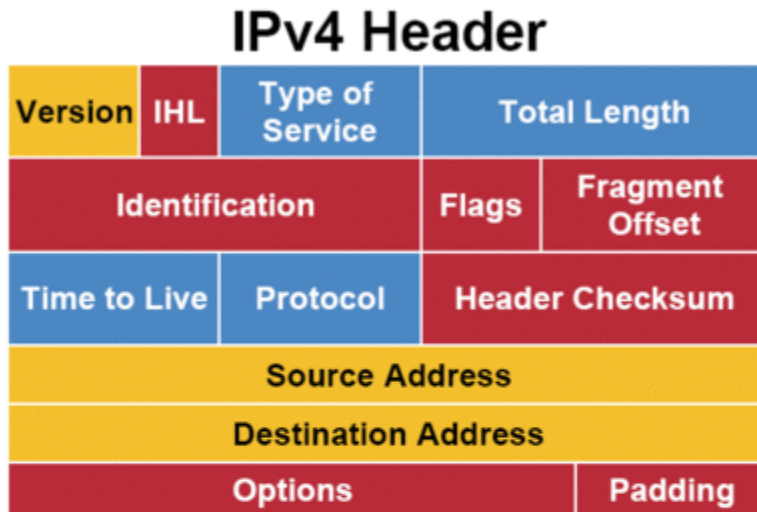 IPv4 Header
Version
IHL
Type of
Service
Total Length
Identification
Flags
Fragment
Offset
Time to Live
Protocol
Header Checksum
Source Address
Destination Address
Options
Padding